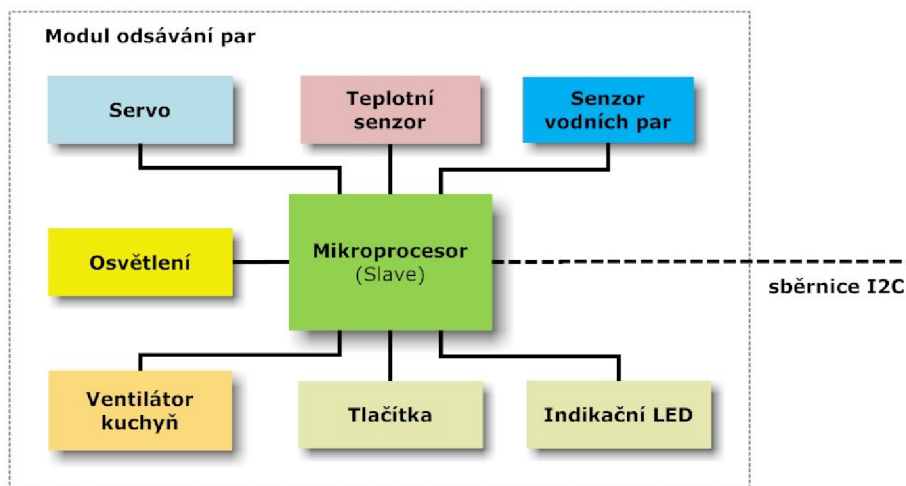 Modul odsávání par
Servo
Teplotní
senzor
Senzor
vodních par
Osvětlení
Mikroprocesor
(Slave)
sběrnice I2C
Ventilátor
kuchyň
Tlačítka
Indikační LED